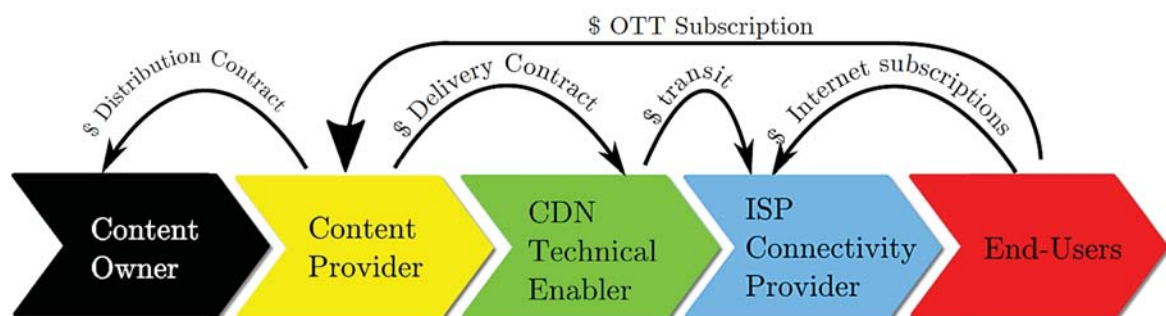 $ OTT Subscription
$ Distribution Contract
$ Delivery Contract
$ transit
$ Internet subscriptions
Content
Owner
Content
Provider
CDN
Technical
Enabler
ISP
Connectivity
Provider
End-Users